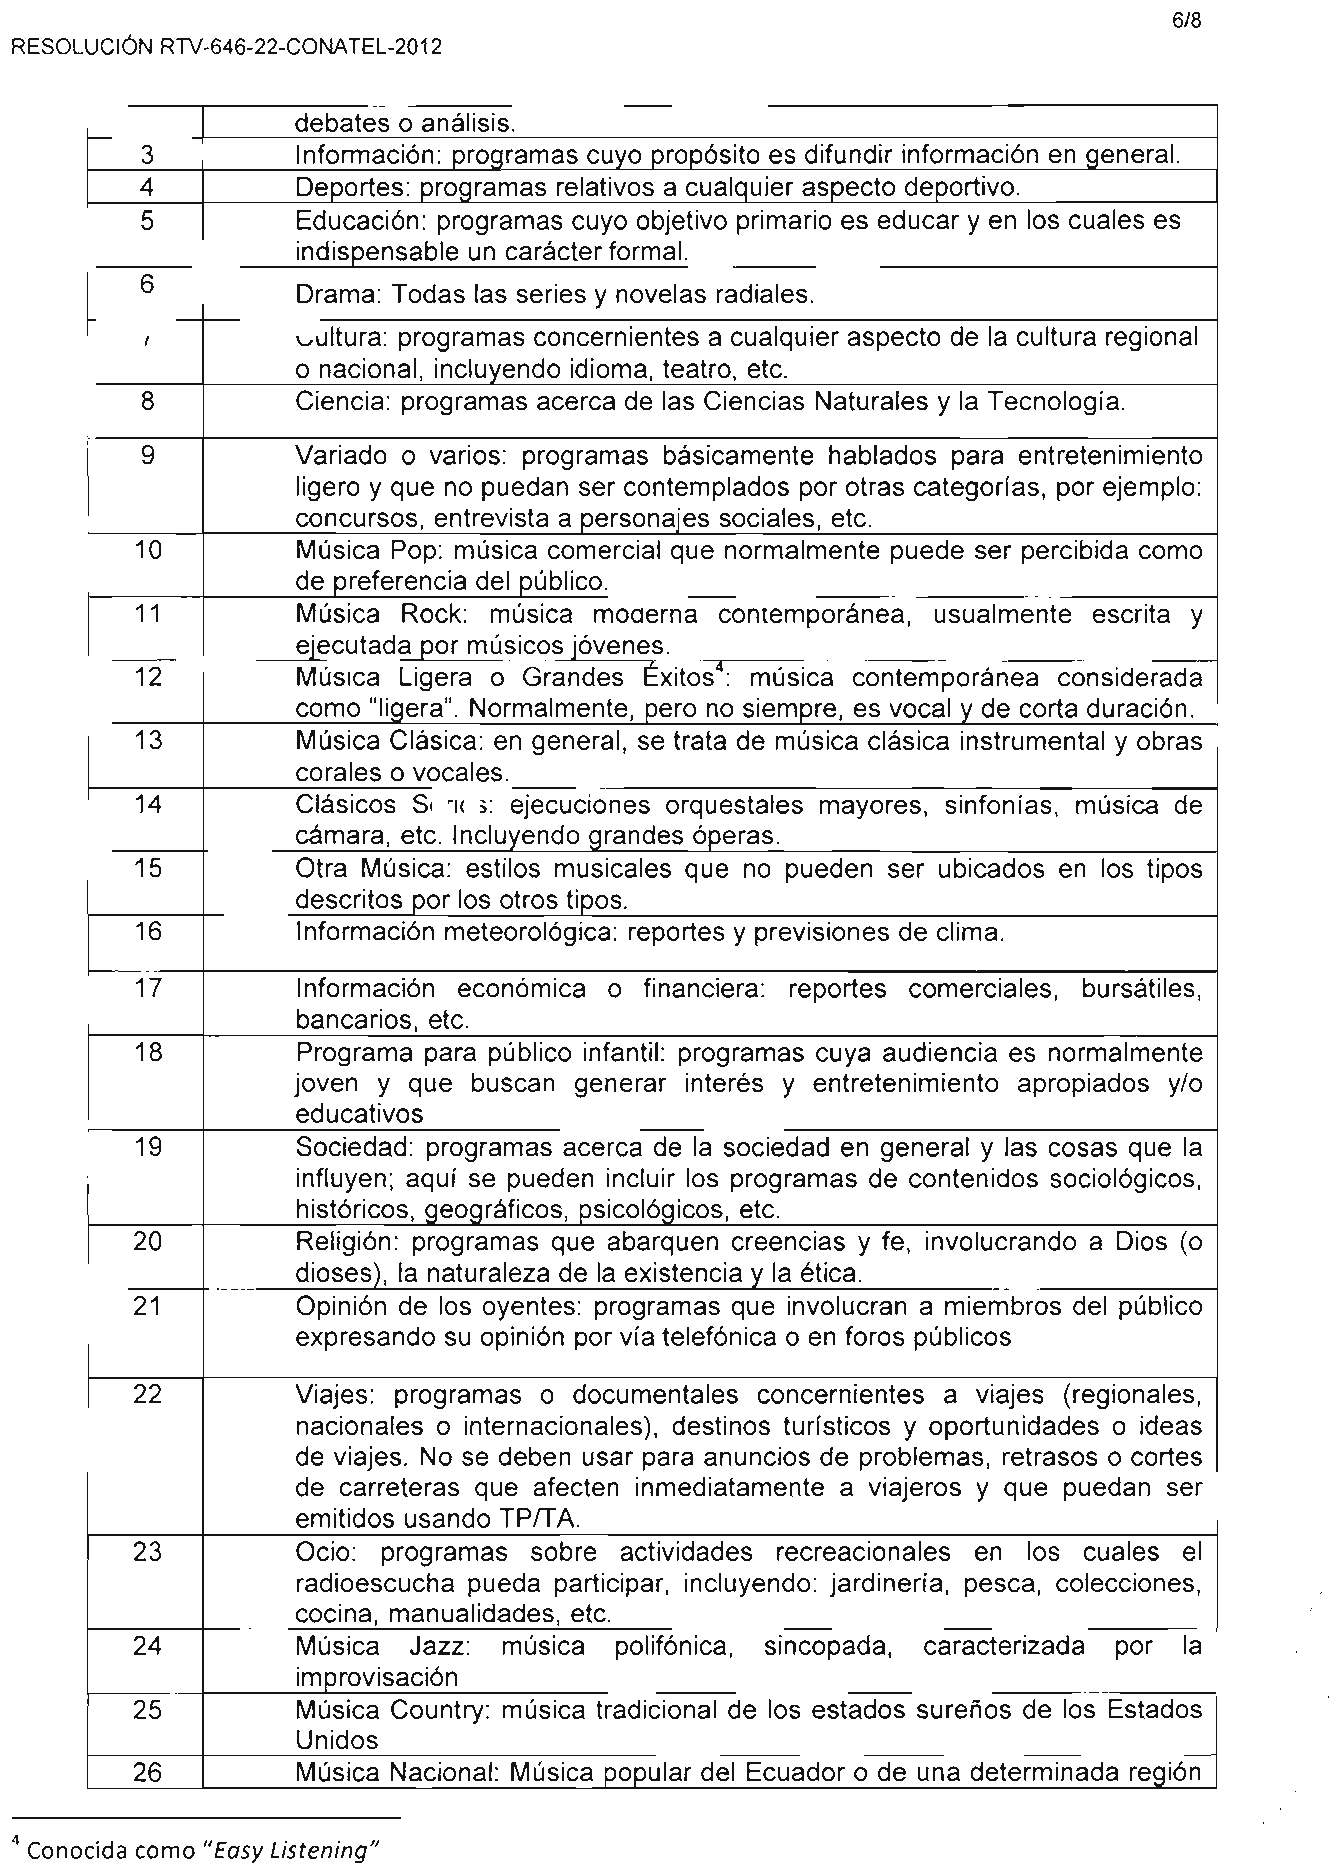 6/8
RESOLUCIÓN RTV-646-22-CONATEL-2012
debates o análisis.
3 Información: programas cuyo propósito es difundir información en general.
4 Deportes: programas relativos a cualquier aspecto deportivo.
5 Educación: programas cuyo objetivo primario es educar y en los cuales es
indispensable un carácter formal.
6 Drama: Todas las series y novelas radiales.
programas concernientes a cualquier aspecto de la cultura regional
o nacional, incluyendo idioma, teatro, etc.
8 Ciencia: programas acerca de las Ciencias Naturales y la Tecnología.
9 Variado o varios: programas básicamente hablados para entretenimiento
ligero y que no puedan ser contemplados por otras categorías, por ejemplo:
concursos, entrevista a personajes sociales, etc.
10 Música Pop: música comercial que normalmente puede ser percibida como
de preferencia del público.
11 Música Rock: música moderna contemporánea, usualmente escrita y
ejecutada por músicos jóvenes.
12 Música Ligera o Grandes Éxitos⁴: música contemporánea considerada
como "ligera". Normalmente, pero no siempre, es vocal y de corta duración.
13 Música Clásica: en general, se trata de música clásica instrumental y obras
corales o vocales.
14 Clásicos ejecuciones orquestales mayores, sinfonías, música de
cámara, etc. Incluyendo grandes óperas.
15 Otra Música: estilos musicales que no pueden ser ubicados en los tipos
descritos por los otros tipos.
16 Información meteorológica: reportes y previsiones de clima.
17 Información económica o financiera: reportes comerciales, bursátiles,
bancarios, etc.
18 Programa para público infantil: programas cuya audiencia es normalmente
joven y que buscan generar interés y entretenimiento apropiados y/o
educativos
19 Sociedad: programas acerca de la sociedad en general y las cosas que la
influyen; aquí se pueden incluir los programas de contenidos sociológicos,
históricos, geográficos, psicológicos, etc.
20 Religión: programas que abarquen creencias y fe, involucrando a Dios (o
dioses), la naturaleza de la existencia y la ética.
21 Opinión de los oyentes: programas que involucran a miembros del público
expresando su opinión por vía telefónica o en foros públicos
22 Viajes: programas o documentales concernientes a viajes (regionales,
nacionales o internacionales), destinos turísticos y oportunidades o ideas
de viajes. No se deben usar para anuncios de problemas, retrasos o cortes
de carreteras que afecten inmediatamente a viajeros y que puedan ser
emitidos usando TP/TA.
23 Ocio: programas sobre actividades recreacionales en los cuales el
radioescucha pueda participar, incluyendo: jardinería, pesca, colecciones,
cocina, manualidades, etc.
24 Música Jazz: música polifónica, sincopada, caracterizada por la
improvisación
25 Música Country: música tradicional de los estados sureños de los Estados
Unidos
26 Música Nacional: Música popular del Ecuador o de una determinada región
⁴ Conocida como "Easy Listening"